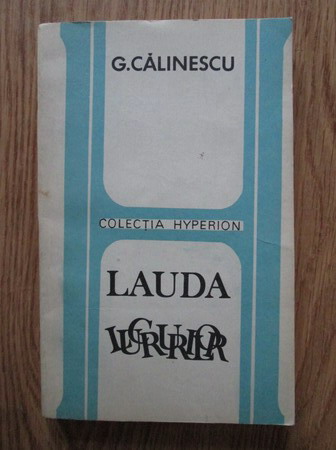 G.CĂLINESCU
COLECȚIA HYPERION
LAUDA
LUCRURILOR